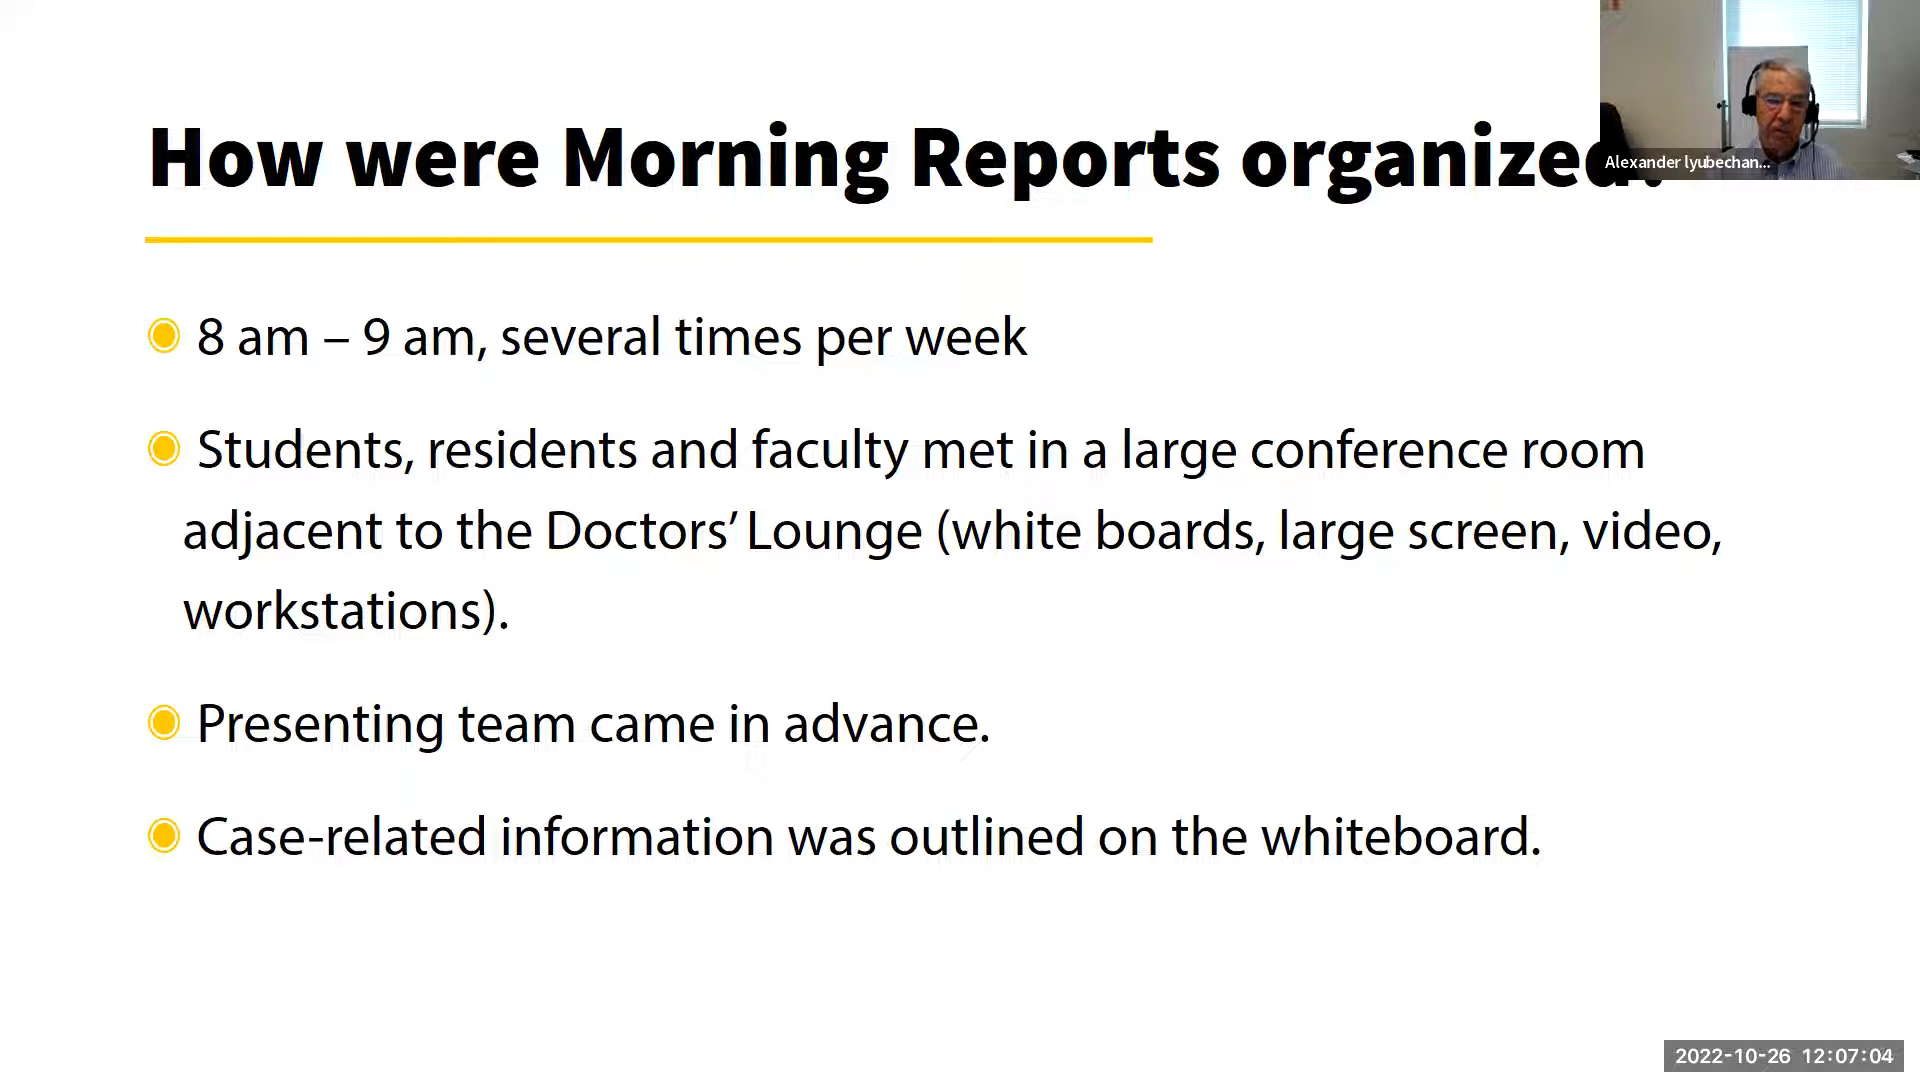 How were Morning Reports organized?
Alexander lyubechan...
8 am – 9 am, several times per week
Students, residents and faculty met in a large conference room
adjacent to the Doctors’ Lounge (white boards, large screen, video,
workstations).
Presenting team came in advance.
Case-related information was outlined on the whiteboard.
2022-10-26 12:07:04